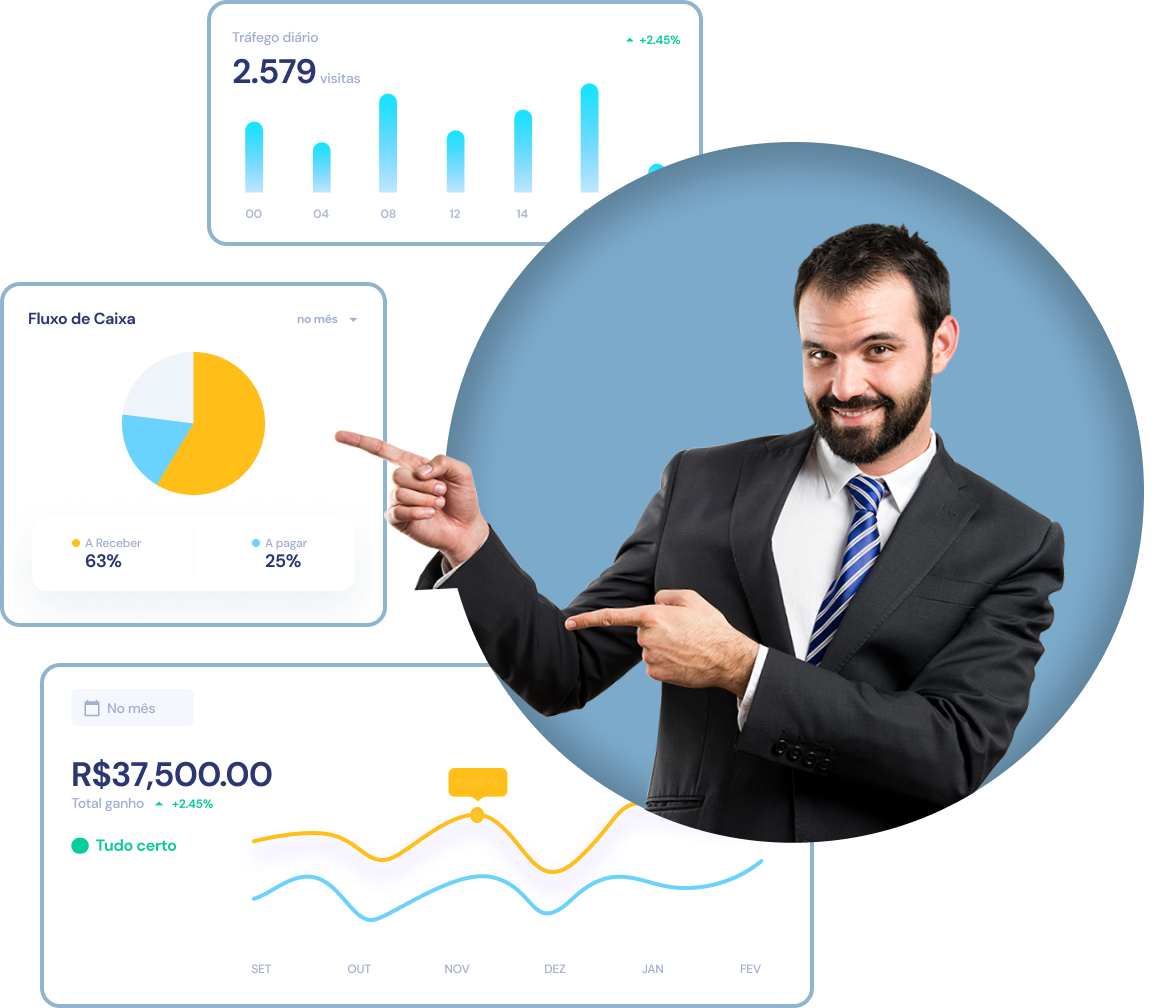 Tráfego diário
+2.45%
2.579 visitas
00 04 08 12 14
Fluxo de Caixa
no mês
A Receber
63%
A pagar
25%
No mês
R$37,500.00
Total ganho +2.45%
Tudo certo
SET OUT NOV DEZ JAN FEV